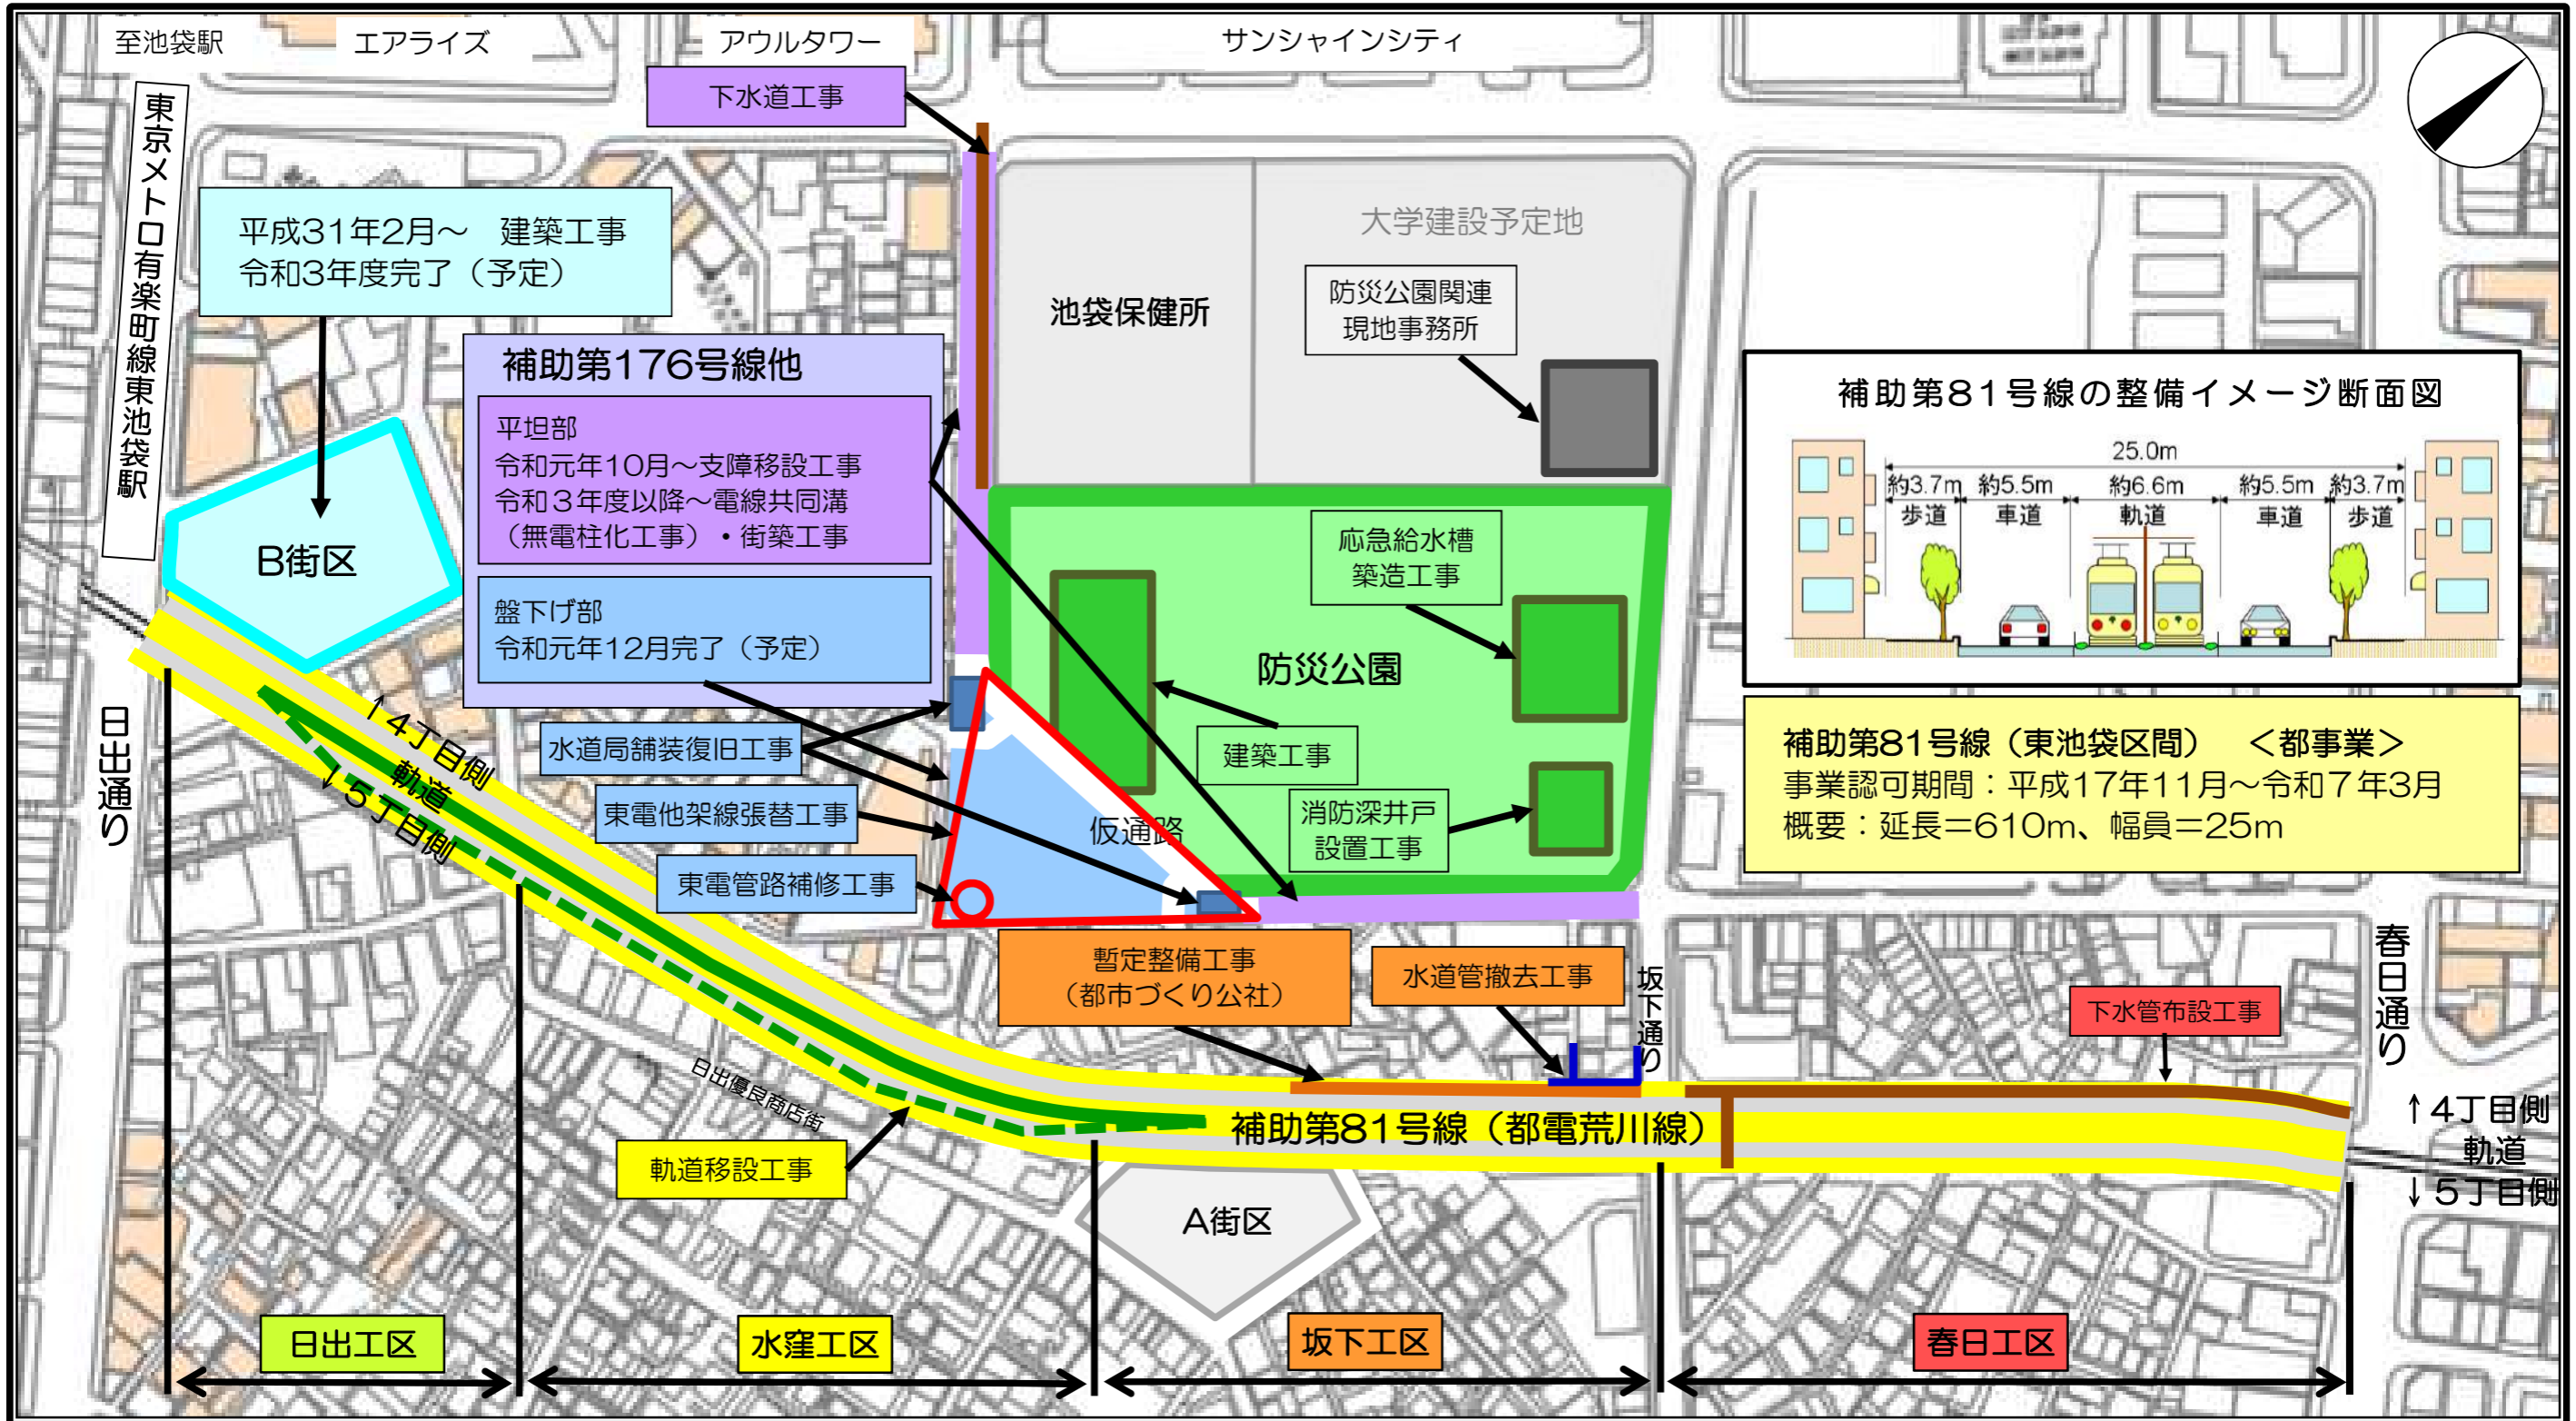 至池袋駅
エアライズ
アウルタワー
サンシャインシティ
東京メトロ有楽町線東池袋駅
下水道工事
平成31年2月～　建築工事
令和3年度完了（予定）
大学建設予定地
池袋保健所
防災公園関連
現地事務所
補助第176号線他
平坦部
令和元年10月～支障移設工事
令和３年度以降～電線共同溝
（無電柱化工事）・街築工事
盤下げ部
令和元年12月完了（予定）
補助第81号線の整備イメージ断面図
25.0m
約3.7m
約5.5m
約6.6m
約5.5m
約3.7m
歩道
車道
軌道
車道
歩道
B街区
応急給水槽
築造工事
防災公園
建築工事
消防深井戸
設置工事
仮通路
水道局舗装復旧工事
東電他架線張替工事
東電管路補修工事
補助第81号線（東池袋区間）　＜都事業＞
事業認可期間：平成17年11月～令和７年3月
概要：延長＝610m、幅員＝25m
日出通り
↑4丁目側
軌道
↓5丁目側
暫定整備工事
（都市づくり公社）
水道管撤去工事
坂下通り
下水管布設工事
春日通り
日出優良商店街
軌道移設工事
補助第81号線（都電荒川線）
↑4丁目側
軌道
↓5丁目側
A街区
日出工区
水窪工区
坂下工区
春日工区